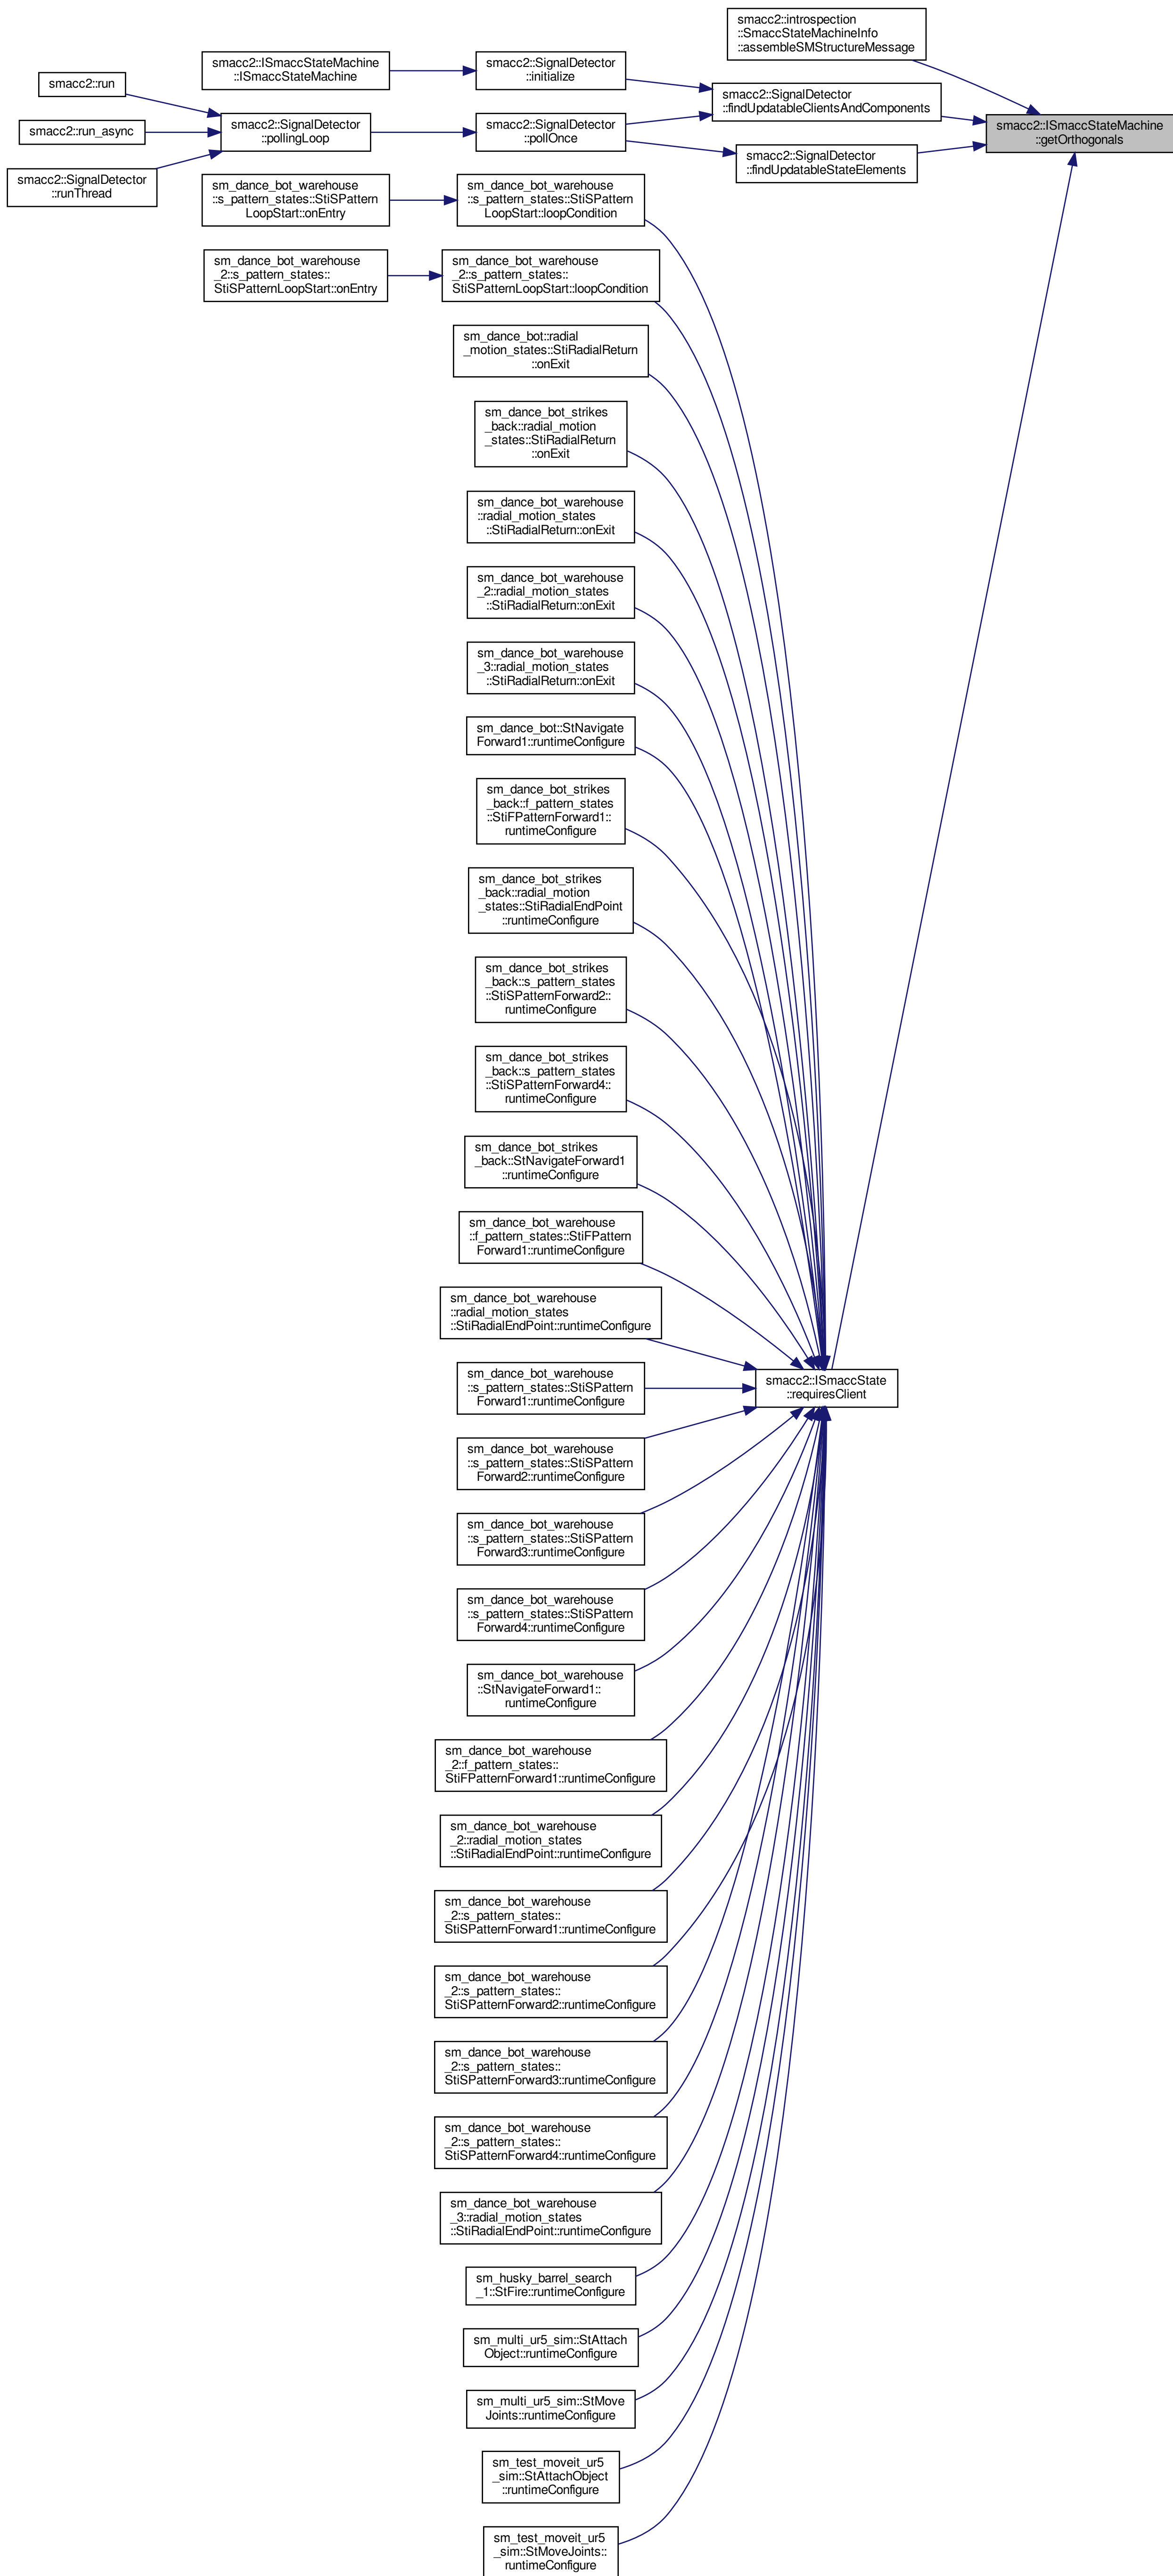 smacc2::introspection
::SmaccStateMachineInfo
::assembleSMStructureMessage
smacc2::ISmaccStateMachine
::ISmaccStateMachine
smacc2::SignalDetector
::initialize
smacc2::run
smacc2::SignalDetector
::findUpdatableClientsAndComponents
smacc2::ISmaccStateMachine
::getOrthogonals
smacc2::run_async
smacc2::SignalDetector
::pollingLoop
smacc2::SignalDetector
::pollOnce
smacc2::SignalDetector
::findUpdatableStateElements
smacc2::SignalDetector
::runThread
sm_dance_bot_warehouse
::s_pattern_states::StiSPattern
LoopStart::onEntry
sm_dance_bot_warehouse
::s_pattern_states::StiSPattern
LoopStart::loopCondition
sm_dance_bot_warehouse
_2::s_pattern_states::
StiSPatternLoopStart::onEntry
sm_dance_bot_warehouse
_2::s_pattern_states::
StiSPatternLoopStart::loopCondition
sm_dance_bot::radial
_motion_states::StiRadialReturn
::onExit
sm_dance_bot_strikes
_back::radial_motion
_states::StiRadialReturn
::onExit
sm_dance_bot_warehouse
::radial_motion_states
::StiRadialReturn::onExit
sm_dance_bot_warehouse
_2::radial_motion_states
::StiRadialReturn::onExit
sm_dance_bot_warehouse
_3::radial_motion_states
::StiRadialReturn::onExit
sm_dance_bot::StNavigate
Forward1::runtimeConfigure
sm_dance_bot_strikes
_back::f_pattern_states
::StiFPatternForward1::
runtimeConfigure
sm_dance_bot_strikes
_back::radial_motion
_states::StiRadialEndPoint
::runtimeConfigure
sm_dance_bot_strikes
_back::s_pattern_states
::StiSPatternForward2::
runtimeConfigure
sm_dance_bot_strikes
_back::s_pattern_states
::StiSPatternForward4::
runtimeConfigure
sm_dance_bot_strikes
_back::StNavigateForward1
::runtimeConfigure
sm_dance_bot_warehouse
::f_pattern_states::StiFPattern
Forward1::runtimeConfigure
sm_dance_bot_warehouse
::radial_motion_states
::StiRadialEndPoint::runtimeConfigure
smacc2::ISmaccState
::requiresClient
sm_dance_bot_warehouse
::s_pattern_states::StiSPattern
Forward1::runtimeConfigure
sm_dance_bot_warehouse
::s_pattern_states::StiSPattern
Forward2::runtimeConfigure
sm_dance_bot_warehouse
::s_pattern_states::StiSPattern
Forward3::runtimeConfigure
sm_dance_bot_warehouse
::s_pattern_states::StiSPattern
Forward4::runtimeConfigure
sm_dance_bot_warehouse
::StNavigateForward1::
runtimeConfigure
sm_dance_bot_warehouse
_2::f_pattern_states::
StiFPatternForward1::runtimeConfigure
sm_dance_bot_warehouse
_2::radial_motion_states
::StiRadialEndPoint::runtimeConfigure
sm_dance_bot_warehouse
_2::s_pattern_states::
StiSPatternForward1::runtimeConfigure
sm_dance_bot_warehouse
_2::s_pattern_states::
StiSPatternForward2::runtimeConfigure
sm_dance_bot_warehouse
_2::s_pattern_states::
StiSPatternForward3::runtimeConfigure
sm_dance_bot_warehouse
_2::s_pattern_states::
StiSPatternForward4::runtimeConfigure
sm_dance_bot_warehouse
_3::radial_motion_states
::StiRadialEndPoint::runtimeConfigure
sm_husky_barrel_search
_1::StFire::runtimeConfigure
sm_multi_ur5_sim::StAttach
Object::runtimeConfigure
sm_multi_ur5_sim::StMove
Joints::runtimeConfigure
sm_test_moveit_ur5
_sim::StAttachObject
::runtimeConfigure
sm_test_moveit_ur5
_sim::StMoveJoints::
runtimeConfigure